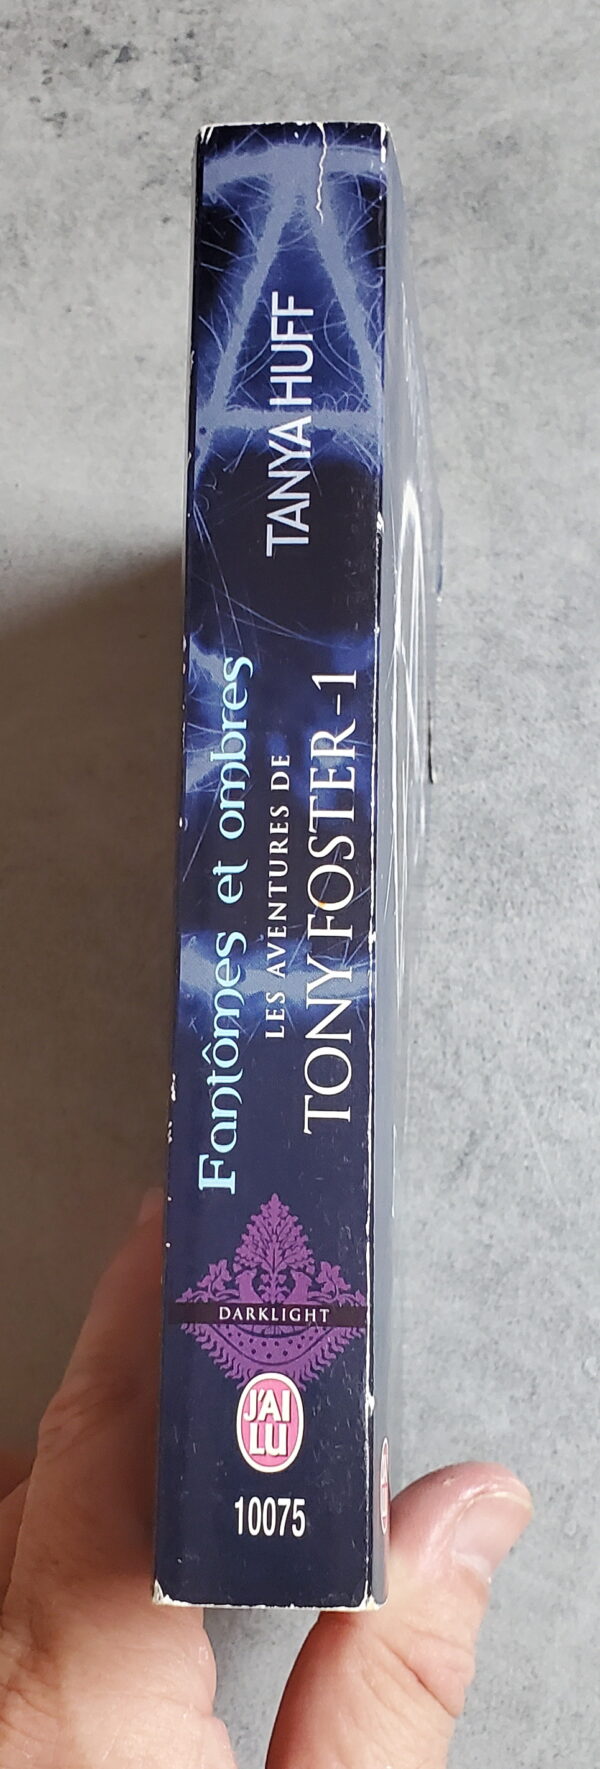 TANYA HUFF
Fantômes et ombres
LES AVENTURES DE
TONY FOSTER-1
DARKLIGHT
J'AI
LU
10075